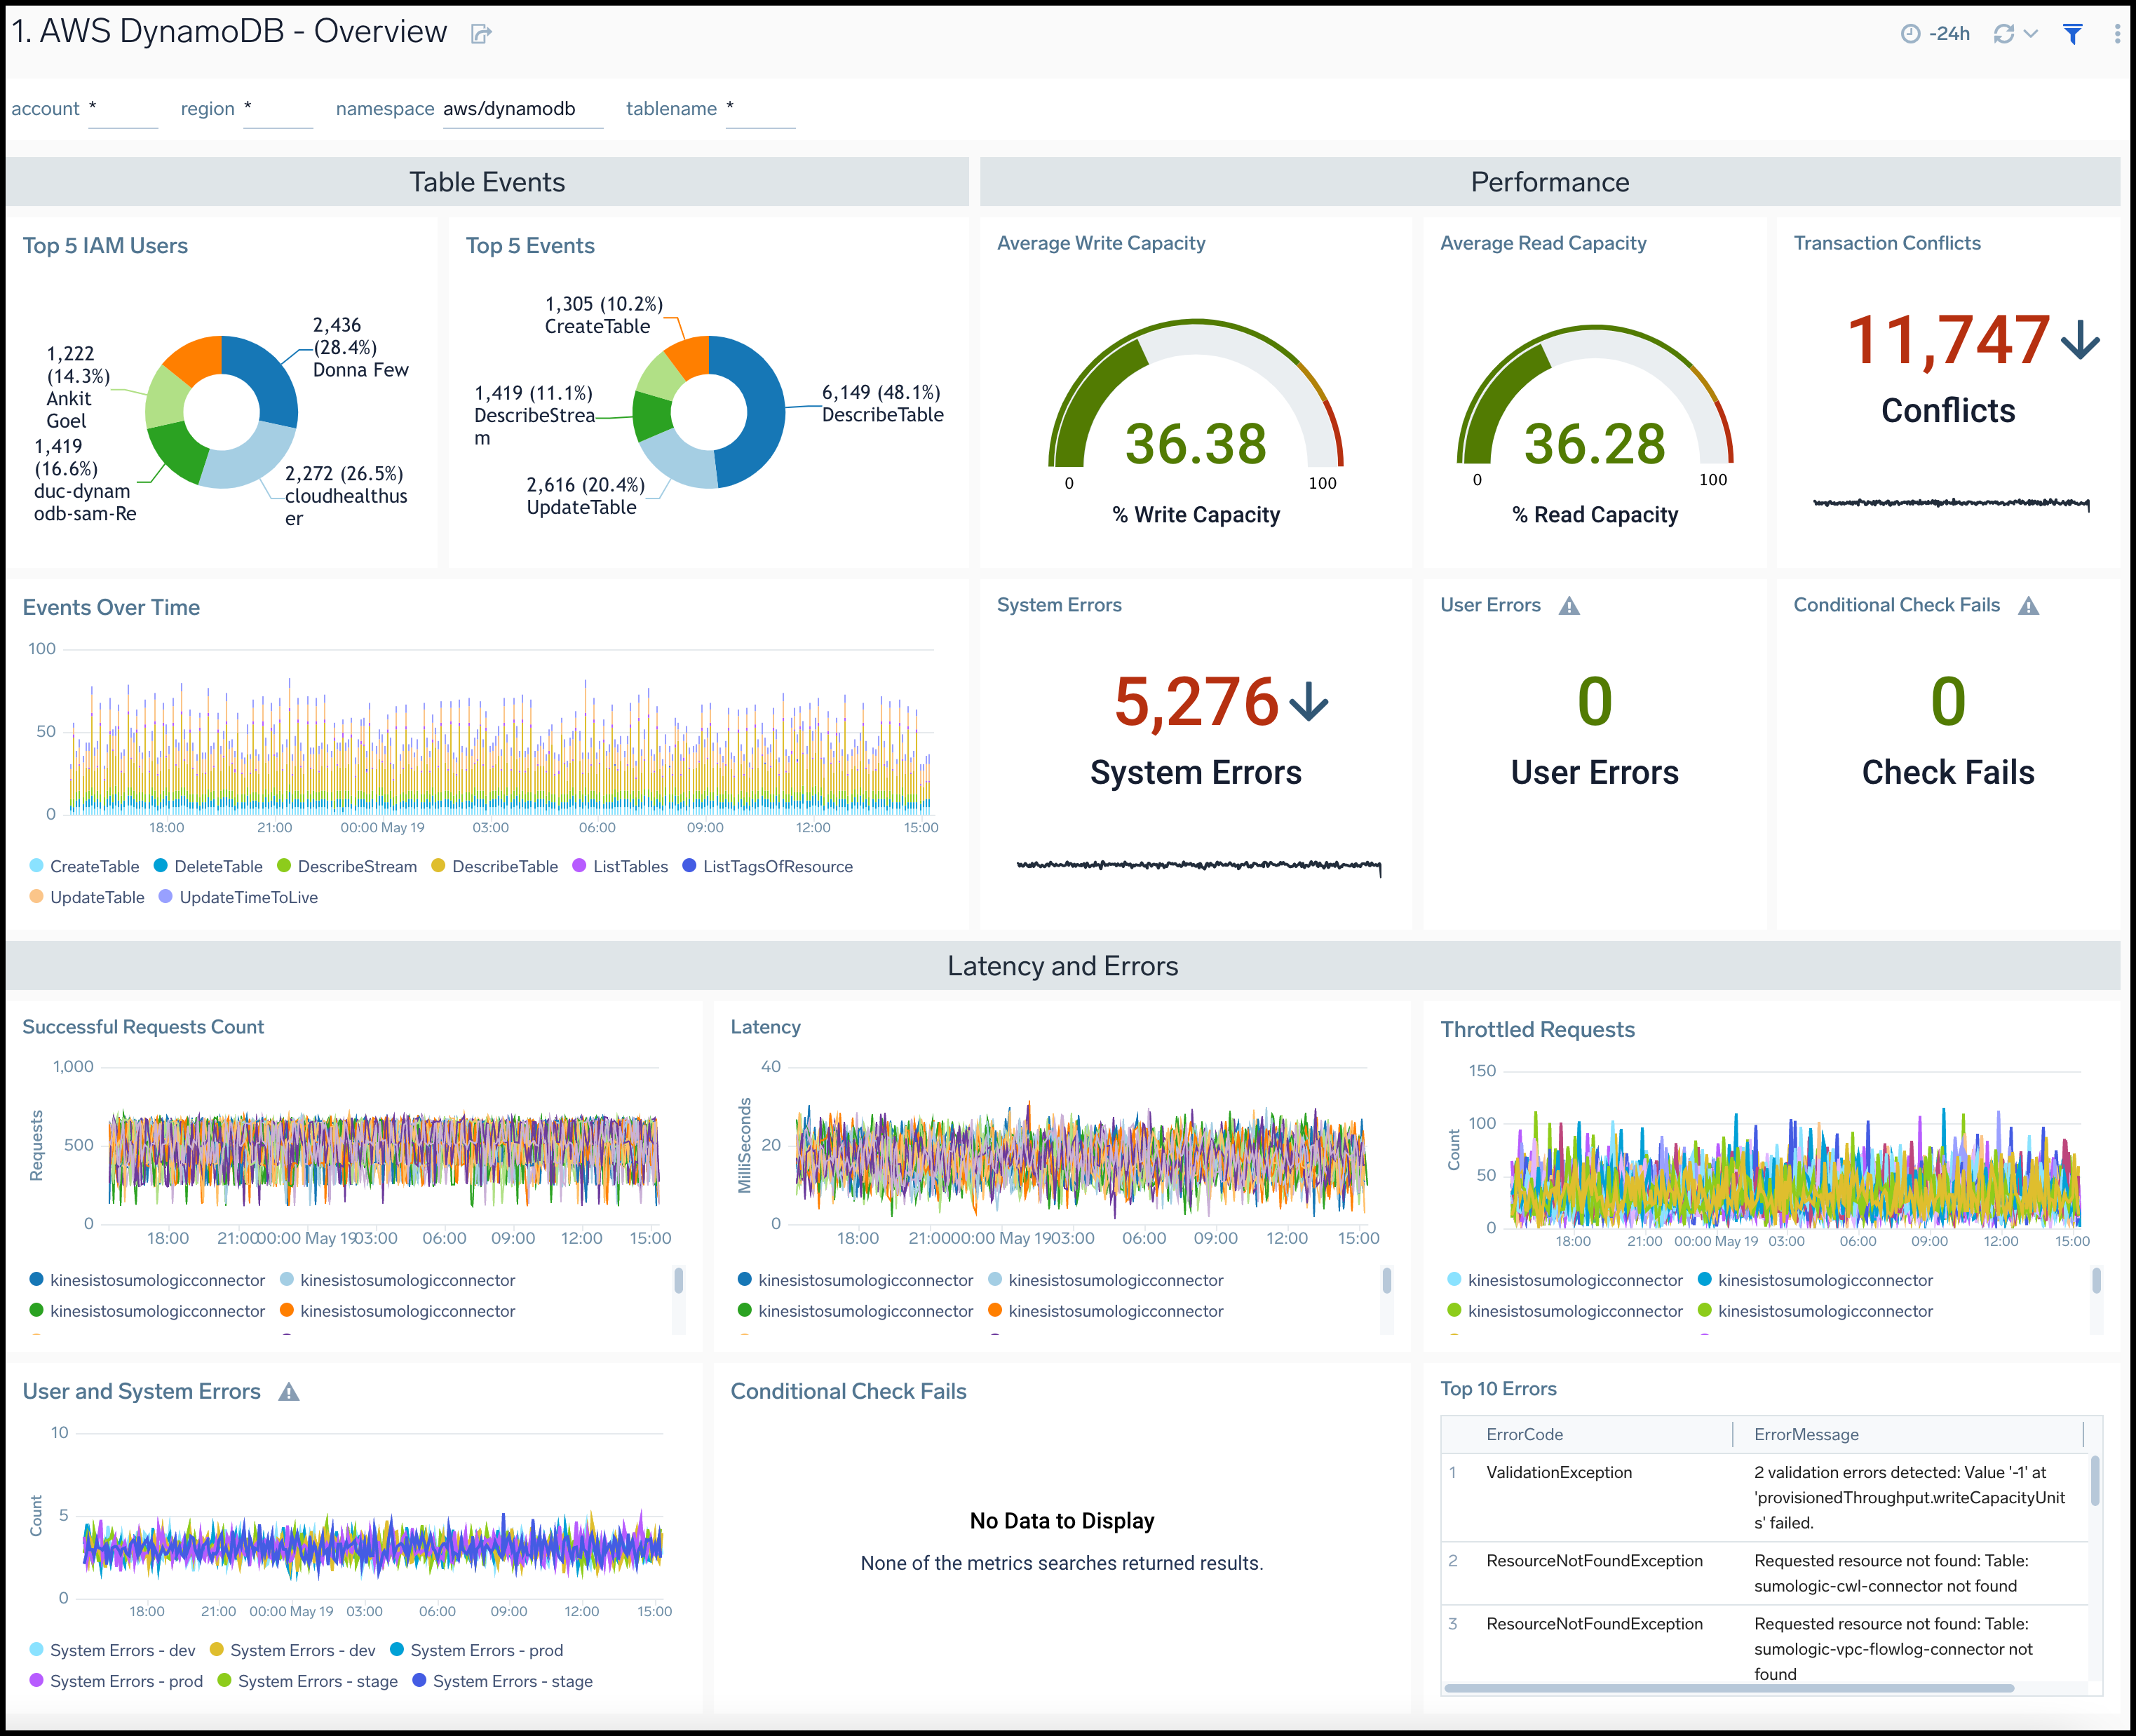 1. AWS DynamoDB - Overview
-24h
account *
region *
namespace aws/dynamodb
tablename *
Table Events
Performance
Top 5 IAM Users
2,436
(28.4%)
Donna Few
1,222
(14.3%)
Ankit
Goel
1,419
(16.6%)
duc-dynam
odb-sam-Re
2,272 (26.5%)
cloudhealthus
er
Top 5 Events
1,305 (10.2%)
CreateTable
1,419 (11.1%)
DescribeStrea
m
6,149 (48.1%)
DescribeTable
2,616 (20.4%)
UpdateTable
Average Write Capacity
36.38
0
100
% Write Capacity
Average Read Capacity
36.28
0
100
% Read Capacity
Transaction Conflicts
11,747
Conflicts
Events Over Time
100
50
0
18:00
21:00
00:00 May 19
03:00
06:00
09:00
12:00
15:00
CreateTable
DeleteTable
DescribeStream
DescribeTable
ListTables
ListTagsOfResource
UpdateTable
UpdateTimeToLive
System Errors
5,276
System Errors
User Errors
0
User Errors
Conditional Check Fails
0
Check Fails
Latency and Errors
Successful Requests Count
Requests
1,000
500
0
18:00
21:00
00:00 May 19
03:00
06:00
09:00
12:00
15:00
kinesistosumologicconnector
kinesistosumologicconnector
kinesistosumologicconnector
kinesistosumologicconnector
Latency
MilliSeconds
40
20
0
18:00
21:00
00:00 May 19
03:00
06:00
09:00
12:00
15:00
kinesistosumologicconnector
kinesistosumologicconnector
kinesistosumologicconnector
kinesistosumologicconnector
Throttled Requests
Count
150
100
50
0
18:00
21:00
00:00 May 19
03:00
06:00
09:00
12:00
15:00
kinesistosumologicconnector
kinesistosumologicconnector
kinesistosumologicconnector
kinesistosumologicconnector
User and System Errors
Count
10
5
0
18:00
21:00
00:00 May 19
03:00
06:00
09:00
12:00
15:00
System Errors - dev
System Errors - dev
System Errors - prod
System Errors - prod
System Errors - stage
System Errors - stage
Conditional Check Fails
No Data to Display
None of the metrics searches returned results.
Top 10 Errors
ErrorCode
ErrorMessage
1
ValidationException
2 validation errors detected: Value '-1' at
'provisionedThroughput.writeCapacityUnit
s' failed.
2
ResourceNotFoundException
Requested resource not found: Table:
sumologic-cwl-connector not found
3
ResourceNotFoundException
Requested resource not found: Table:
sumologic-vpc-flowlog-connector not
found